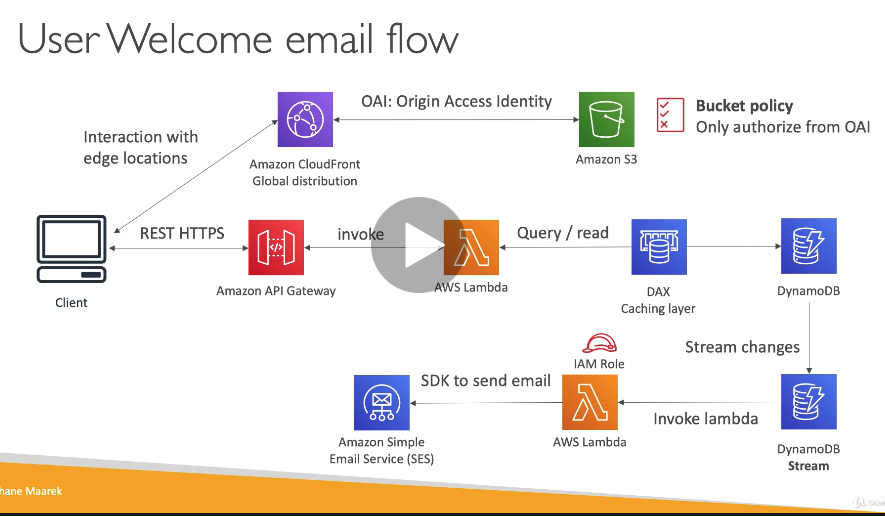 User Welcome email flow
OAI: Origin Access Identity
Bucket policy
Only authorize from OAI
Interaction with
edge locations
Amazon CloudFront
Global distribution
Amazon S3
REST HTTPS
invoke
Query / read
Client
Amazon API Gateway
AWS Lambda
DAX
Caching layer
DynamoDB
Stream changes
IAM Role
SDK to send email
Invoke lambda
Amazon Simple
Email Service (SES)
AWS Lambda
DynamoDB
Stream
hane Maarek